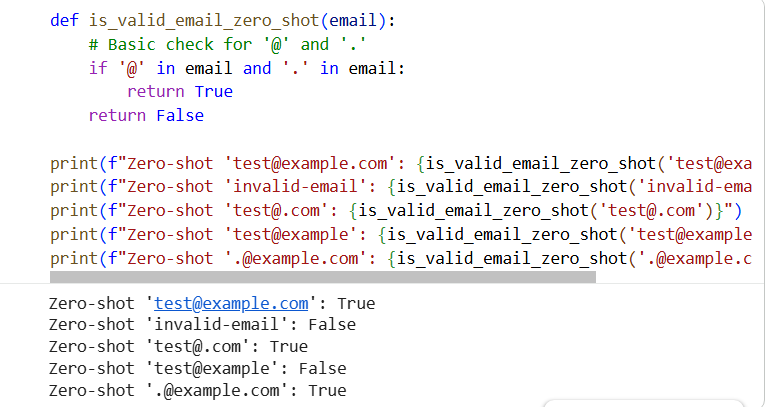 def is_valid_email_zero_shot(email):
# Basic check for '@' and '.'
if '@' in email and '.' in email:
return True
return False
print(f"Zero-shot 'test@example.com': {is_valid_email_zero_shot('test@exa
print(f"Zero-shot 'invalid-email': {is_valid_email_zero_shot('invalid-ema
print(f"Zero-shot 'test@.com': {is_valid_email_zero_shot('test@.com')}")
print(f"Zero-shot 'test@example': {is_valid_email_zero_shot('test@example
print(f"Zero-shot '.@example.com': {is_valid_email_zero_shot('.@example.c
Zero-shot 'test@example.com': True
Zero-shot 'invalid-email': False
Zero-shot 'test@.com': True
Zero-shot 'test@example': False
Zero-shot '.@example.com': True